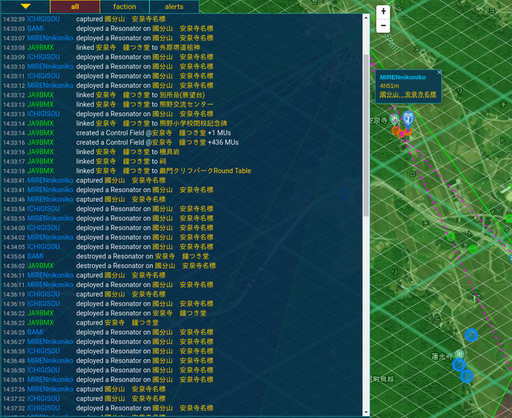 all
faction
alerts
14:32:59 ICHIGISOU captured 國分山　安泉寺名標
14:33:03 BAMI deployed a Resonator on 國分山　安泉寺名標
14:33:07 MIRENnikoniko deployed a Resonator on 國分山　安泉寺名標
14:33:08 JA9BMX linked 安泉寺　鐘つき堂 to 外原堪道祖神
14:33:09 ICHIGISOU deployed a Resonator on 國分山　安泉寺名標
14:33:10 MIRENnikoniko deployed a Resonator on 國分山　安泉寺名標
14:33:11 ICHIGISOU deployed a Resonator on 國分山　安泉寺名標
14:33:12 MIRENnikoniko deployed a Resonator on 國分山　安泉寺名標
14:33:12 JA9BMX linked 安泉寺　鐘つき堂 to 別所岳(展望台)
14:33:13 JA9BMX linked 安泉寺　鐘つき堂 to 熊野交流センター
14:33:14 JA9BMX linked 安泉寺　鐘つき堂 to 熊野小学校閉校記念碑
14:33:14 JA9BMX created a Control Field @安泉寺　鐘つき堂 +1 MUs
14:33:16 JA9BMX created a Control Field @安泉寺　鐘つき堂 +436 MUs
14:33:16 JA9BMX linked 安泉寺　鐘つき堂 to 機具岩
14:33:17 JA9BMX linked 安泉寺　鐘つき堂 to 祠
14:33:18 JA9BMX linked 安泉寺　鐘つき堂 to 巌門クリフパークRound Table
14:33:41 MIRENnikoniko captured 國分山　安泉寺名標
14:33:41 MIRENnikoniko deployed a Resonator on 國分山　安泉寺名標
14:33:46 MIRENnikoniko captured 國分山　安泉寺名標
14:33:54 ICHIGISOU deployed a Resonator on 國分山　安泉寺名標
14:33:55 MIRENnikoniko deployed a Resonator on 國分山　安泉寺名標
14:34:00 ICHIGISOU deployed a Resonator on 國分山　安泉寺名標
14:34:02 MIRENnikoniko deployed a Resonator on 國分山　安泉寺名標
14:34:05 ICHIGISOU deployed a Resonator on 國分山　安泉寺名標
14:35:04 BAMI destroyed a Resonator on 安泉寺　鐘つき堂
14:36:02 JA9BMX destroyed a Resonator on 國分山　安泉寺名標
14:36:11 MIRENnikoniko captured 國分山　安泉寺名標
14:36:11 MIRENnikoniko deployed a Resonator on 國分山　安泉寺名標
14:36:19 ICHIGISOU captured 國分山　安泉寺名標
14:36:19 ICHIGISOU deployed a Resonator on 國分山　安泉寺名標
14:36:22 JA9BMX deployed a Resonator on 安泉寺　鐘つき堂
14:36:22 JA9BMX captured 安泉寺　鐘つき堂
14:36:25 BAMI deployed a Resonator on 國分山　安泉寺名標
14:36:27 MIRENnikoniko deployed a Resonator on 國分山　安泉寺名標
14:36:35 ICHIGISOU deployed a Resonator on 國分山　安泉寺名標
14:36:48 MIRENnikoniko deployed a Resonator on 國分山　安泉寺名標
14:36:50 ICHIGISOU deployed a Resonator on 國分山　安泉寺名標
14:36:51 MIRENnikoniko deployed a Resonator on 國分山　安泉寺名標
14:37:26 MIRENnikoniko captured 國分山　安泉寺名標
14:37:32 ICHIGISOU captured 國分山　安泉寺名標
14:37:32 ICHIGISOU deployed a Resonator on 國分山　安泉寺名標
+
−
MIRENnikoniko
4h51m
國分山　安泉寺名標
泉寺
蓮光寺
町鳥越